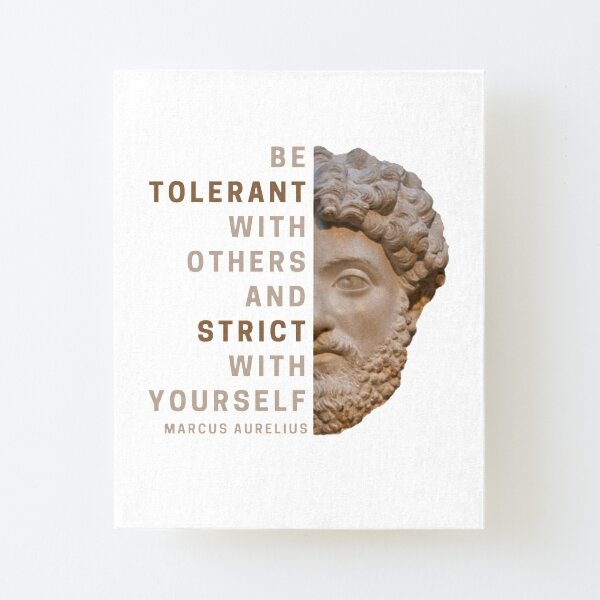 BE
TOLERANT
WITH
OTHERS
AND
STRICT
WITH
YOURSELF
MARCUS AURELIUS